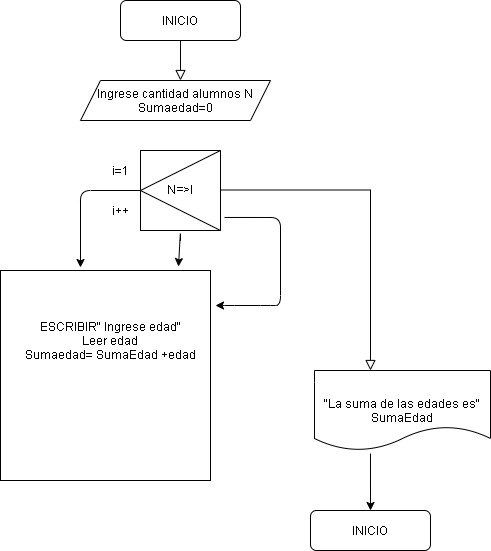 INICIO
Ingrese cantidad alumnos N
Sumaedad=0
i=1
N=>I
i++
ESCRIBIR" Ingrese edad"
Leer edad
Sumaedad= SumaEdad +edad
"La suma de las edades es"
SumaEdad
INICIO